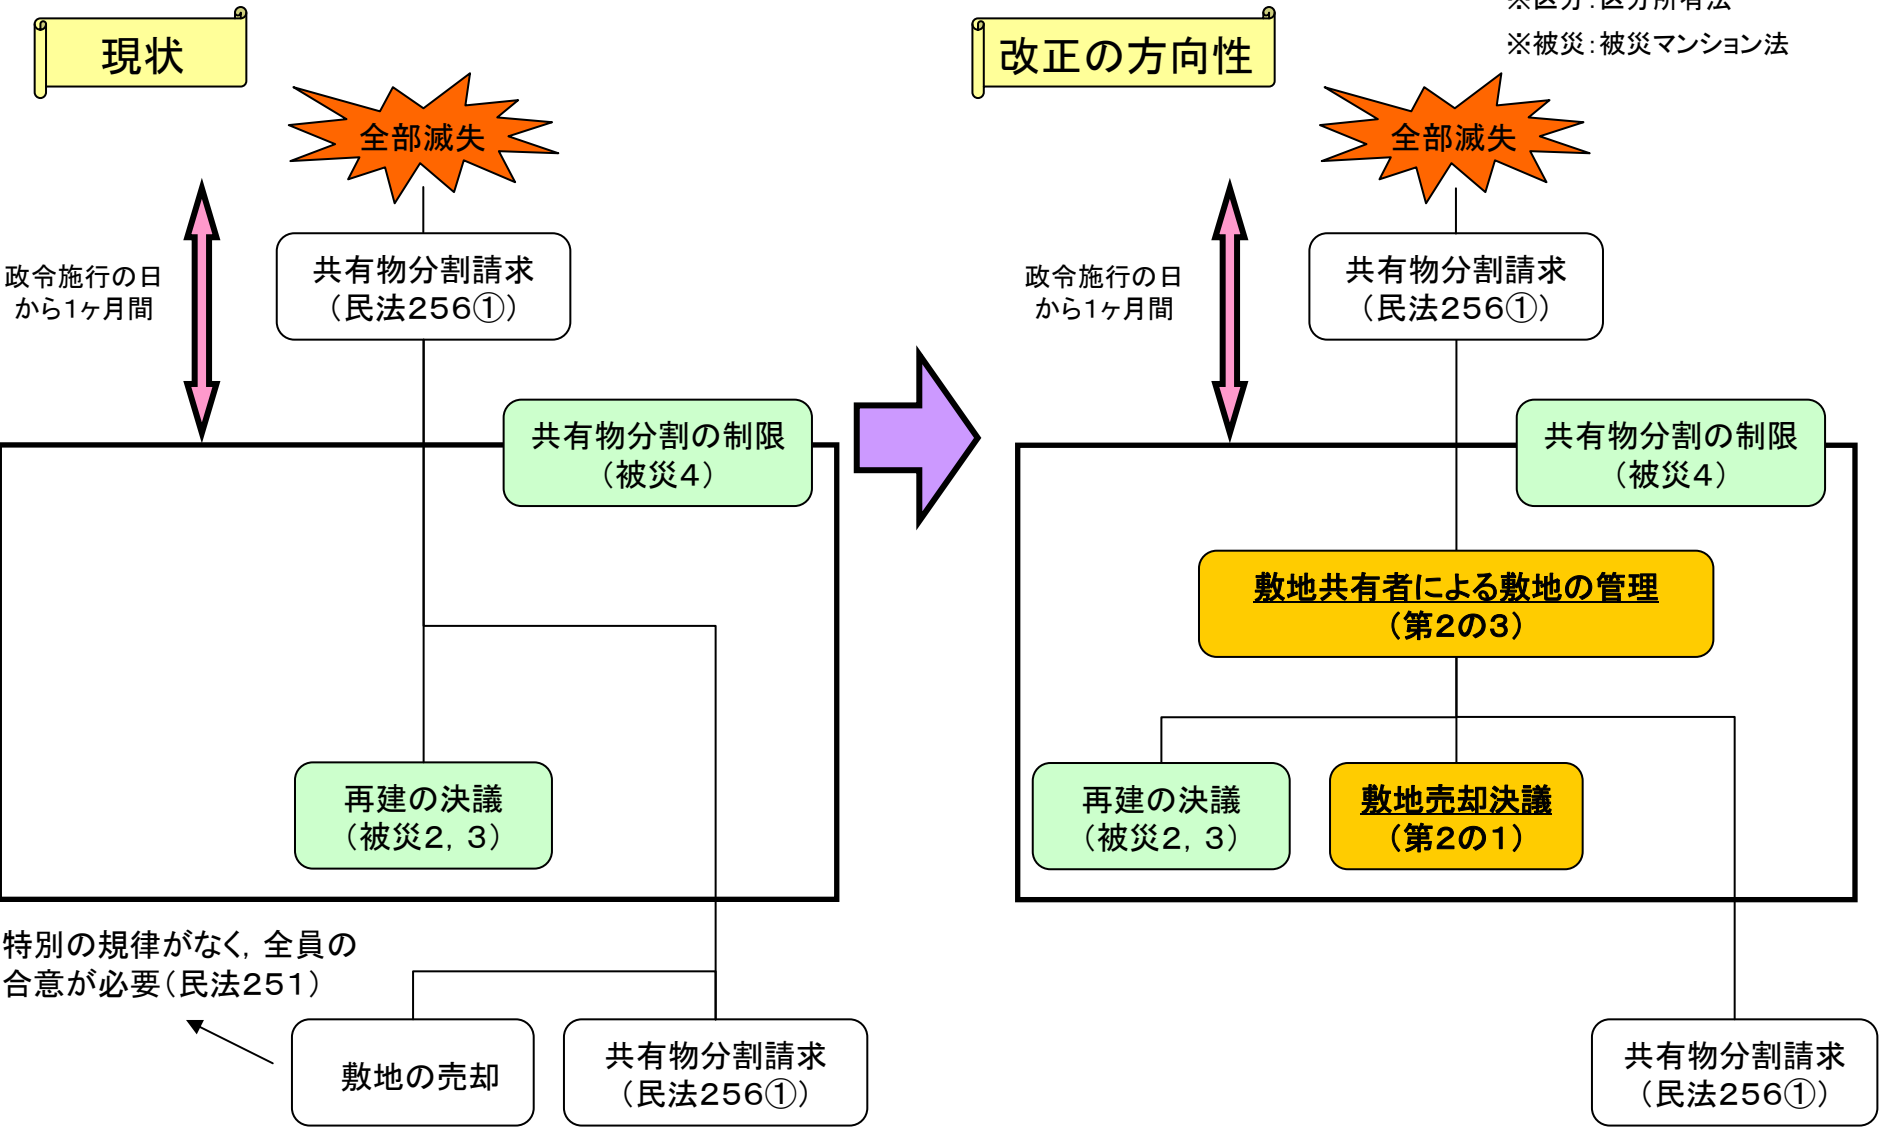 現状
全部滅失
政令施行の日
から1ヶ月間
共有物分割請求
（民法256①）
共有物分割の制限
（被災4）
再建の決議
（被災2，3）
特別の規律がなく，全員の
合意が必要（民法251）
敷地の売却
共有物分割請求
（民法256①）
改正の方向性
※区分：区分所有法
※被災：被災マンション法
全部滅失
政令施行の日
から1ヶ月間
共有物分割請求
（民法256①）
共有物分割の制限
（被災4）
敷地共有者による敷地の管理
（第2の3）
再建の決議
（被災2，3）
敷地売却決議
（第2の1）
共有物分割請求
（民法256①）